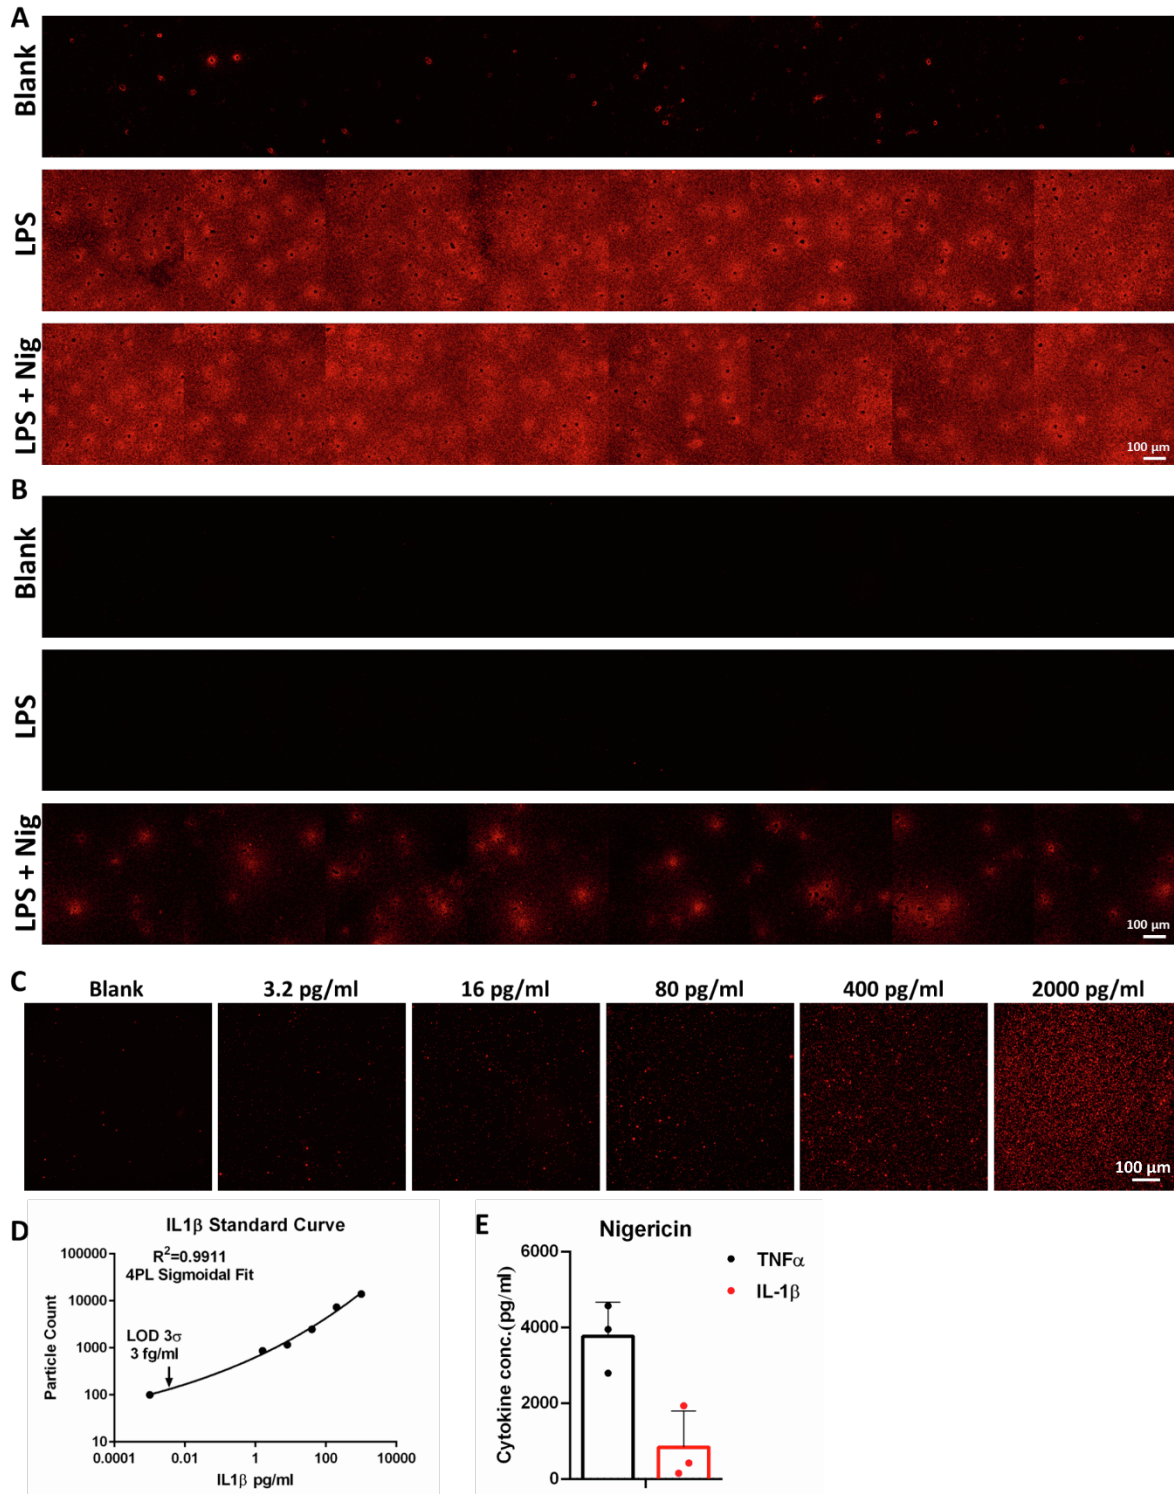 A
Blank
LPS
LPS + Nig
100 µm
B
Blank
LPS
LPS + Nig
100 µm
C
Blank
3.2 pg/ml
16 pg/ml
80 pg/ml
400 pg/ml
2000 pg/ml
100 µm
D
IL1β Standard Curve
R²=0.9911
4PL Sigmoidal Fit
LOD 3σ
3 fg/ml
Particle Count
100000
10000
1000
100
10
0.0001
0.01
1
100
10000
IL1β pg/ml
E
Nigericin
Cytokine conc.(pg/ml)
6000
4000
2000
0
TNFα
IL-1β